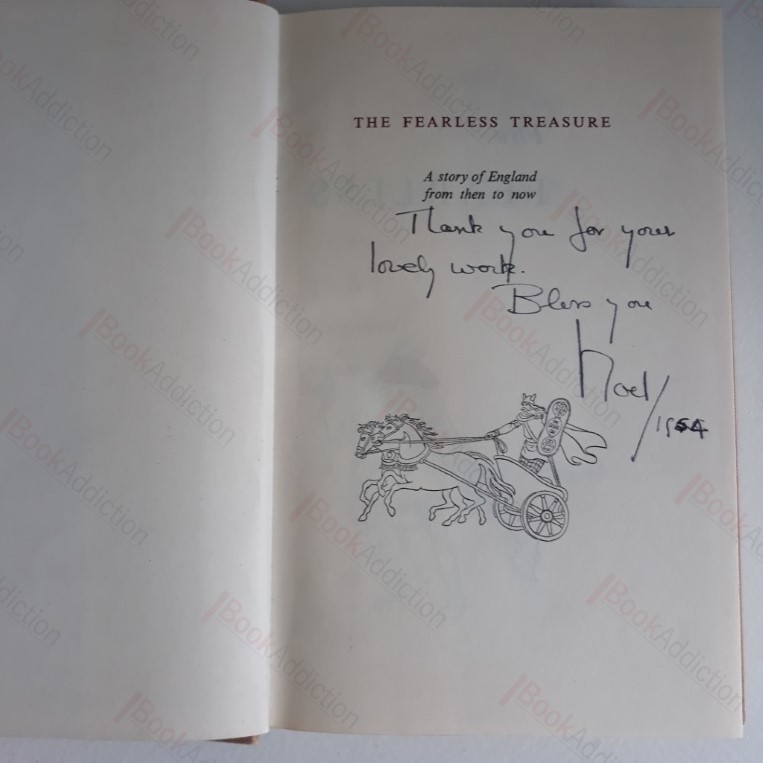 THE FEARLESS TREASURE
A story of England
from then to now
Thank you for your
lovely work.
Bless you
Noel
1954
BookAddiction